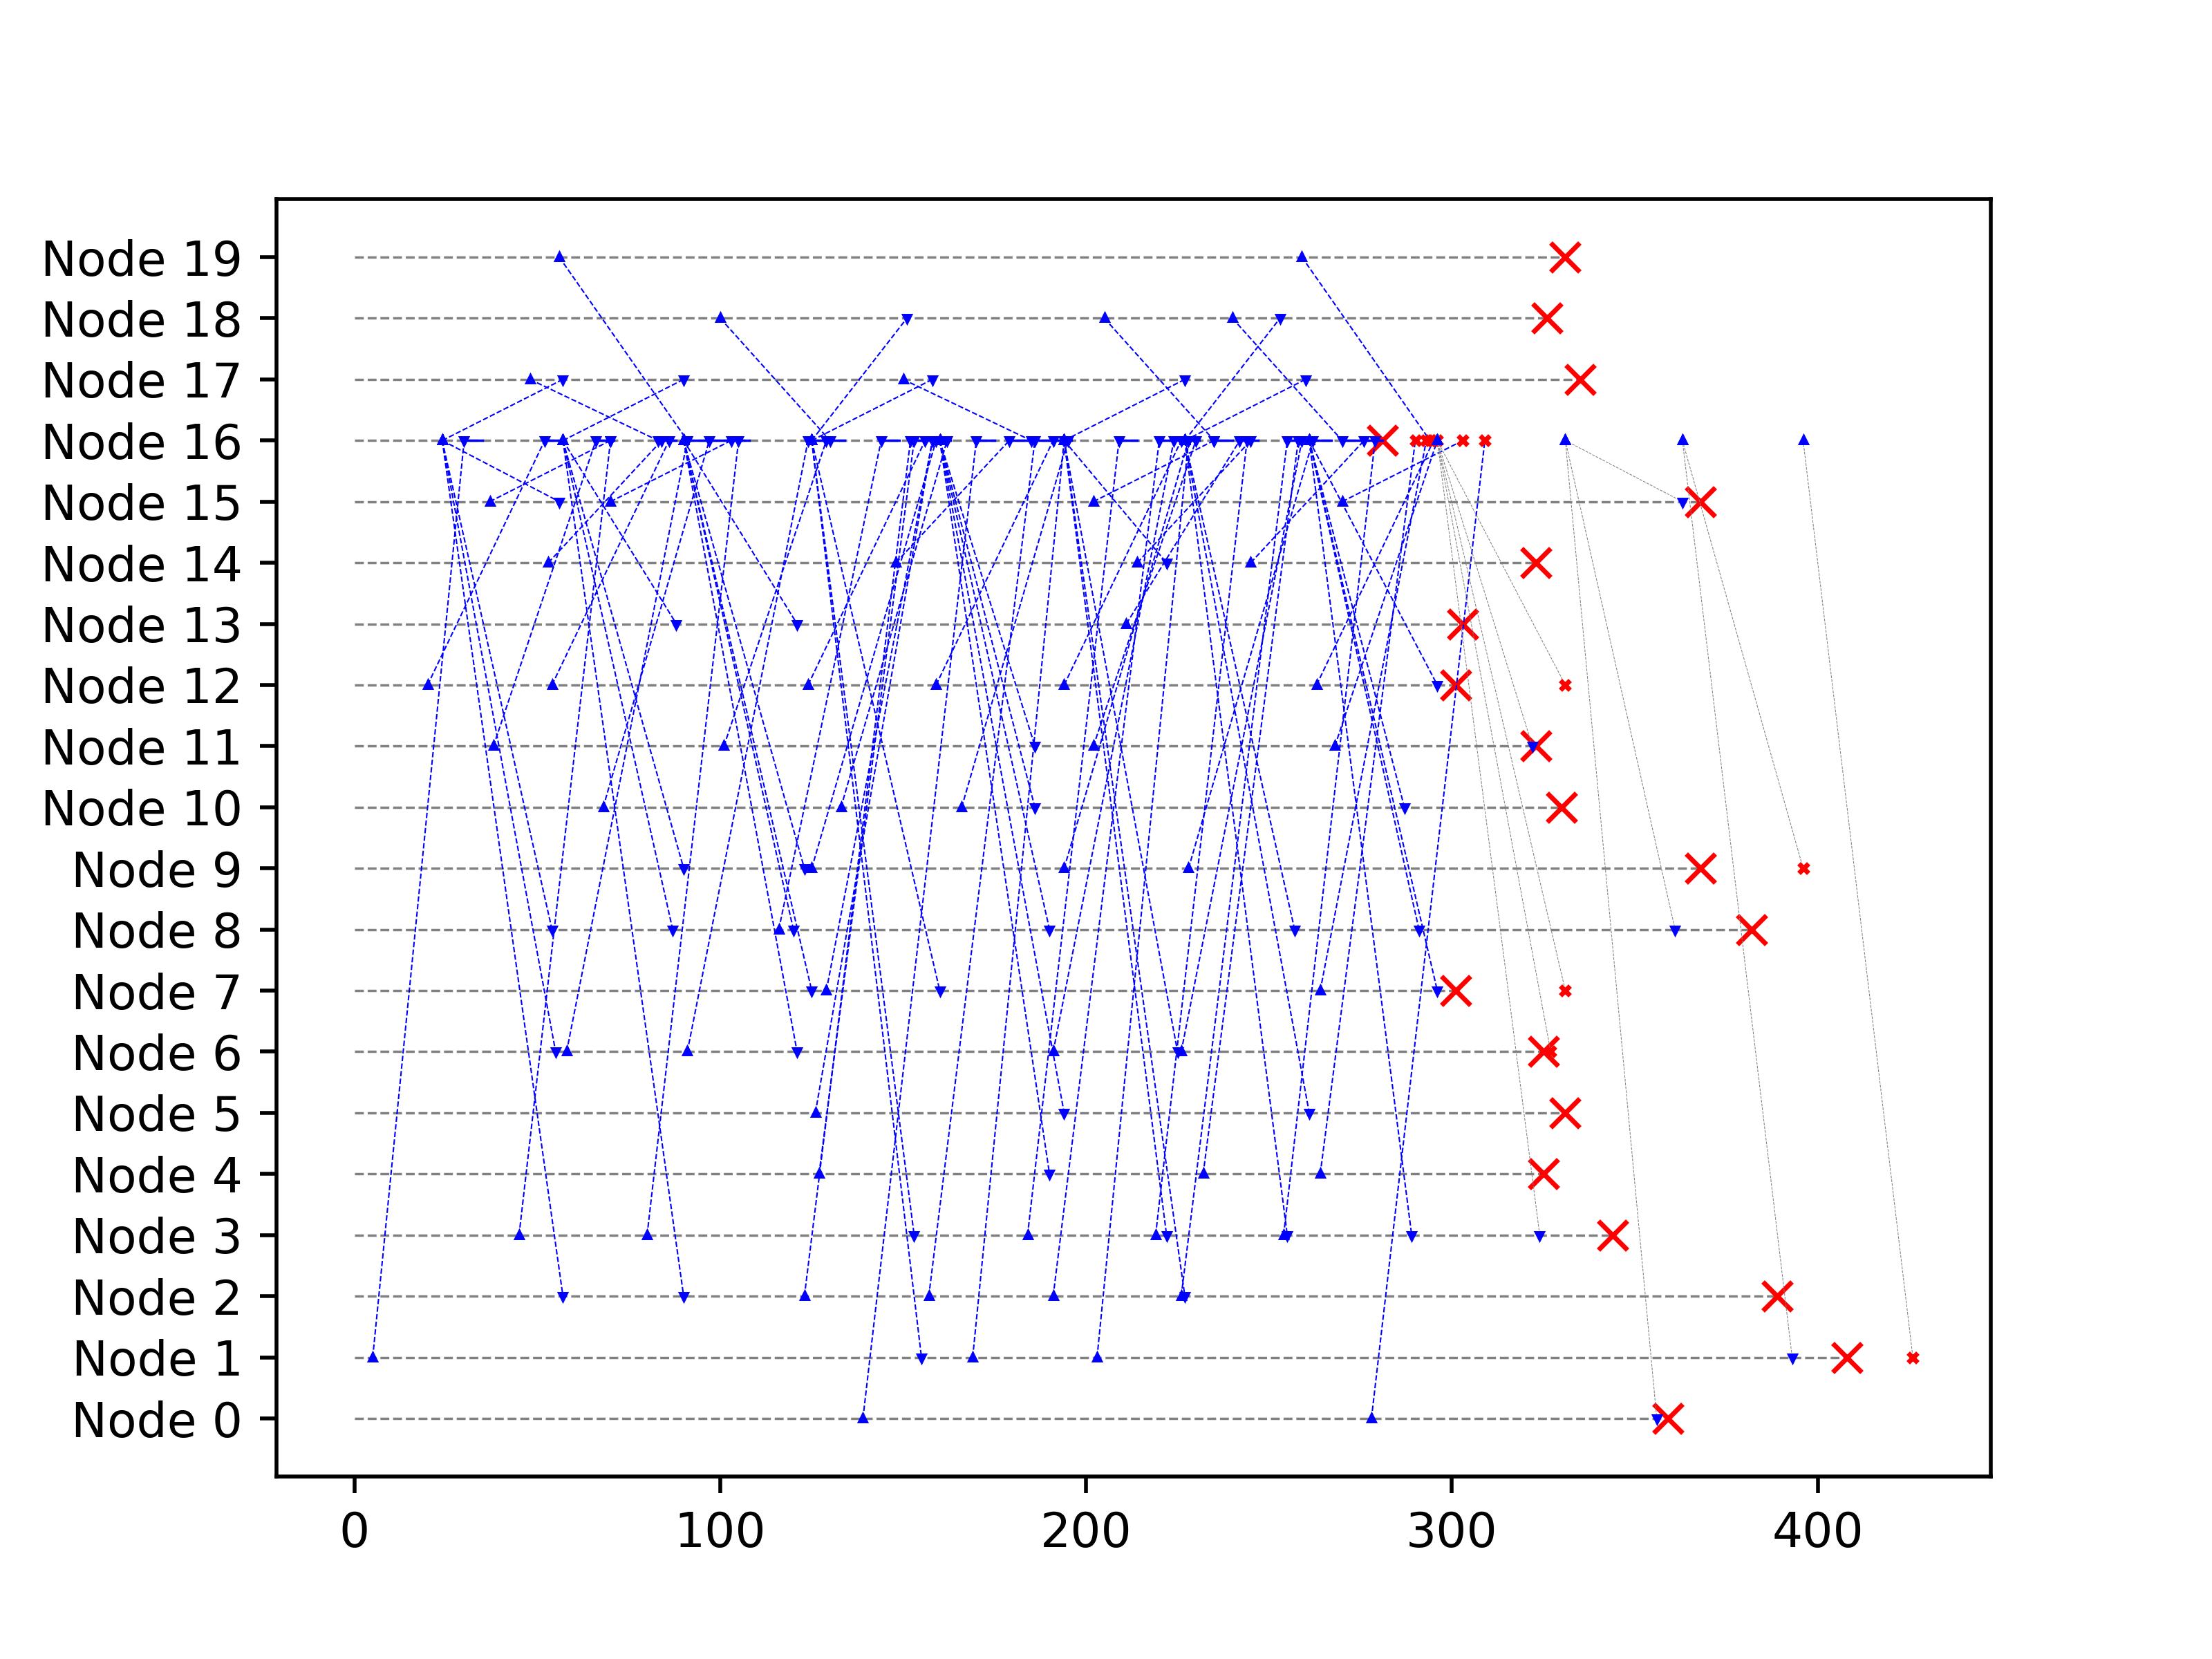 Node 19
Node 18
Node 17
Node 16
Node 15
Node 14
Node 13
Node 12
Node 11
Node 10
Node 9
Node 8
Node 7
Node 6
Node 5
Node 4
Node 3
Node 2
Node 1
Node 0
0 100 200 300 400